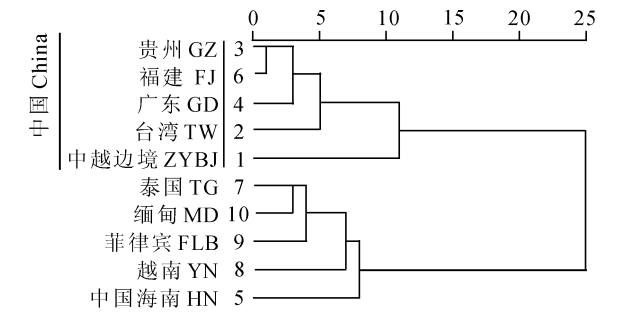 0 5 10 15 20 25
中国 China
贵州 GZ 3
福建 FJ 6
广东 GD 4
台湾 TW 2
中越边境 ZYBJ 1
泰国 TG 7
缅甸 MD 10
菲律宾 FLB 9
越南 YN 8
中国海南 HN 5